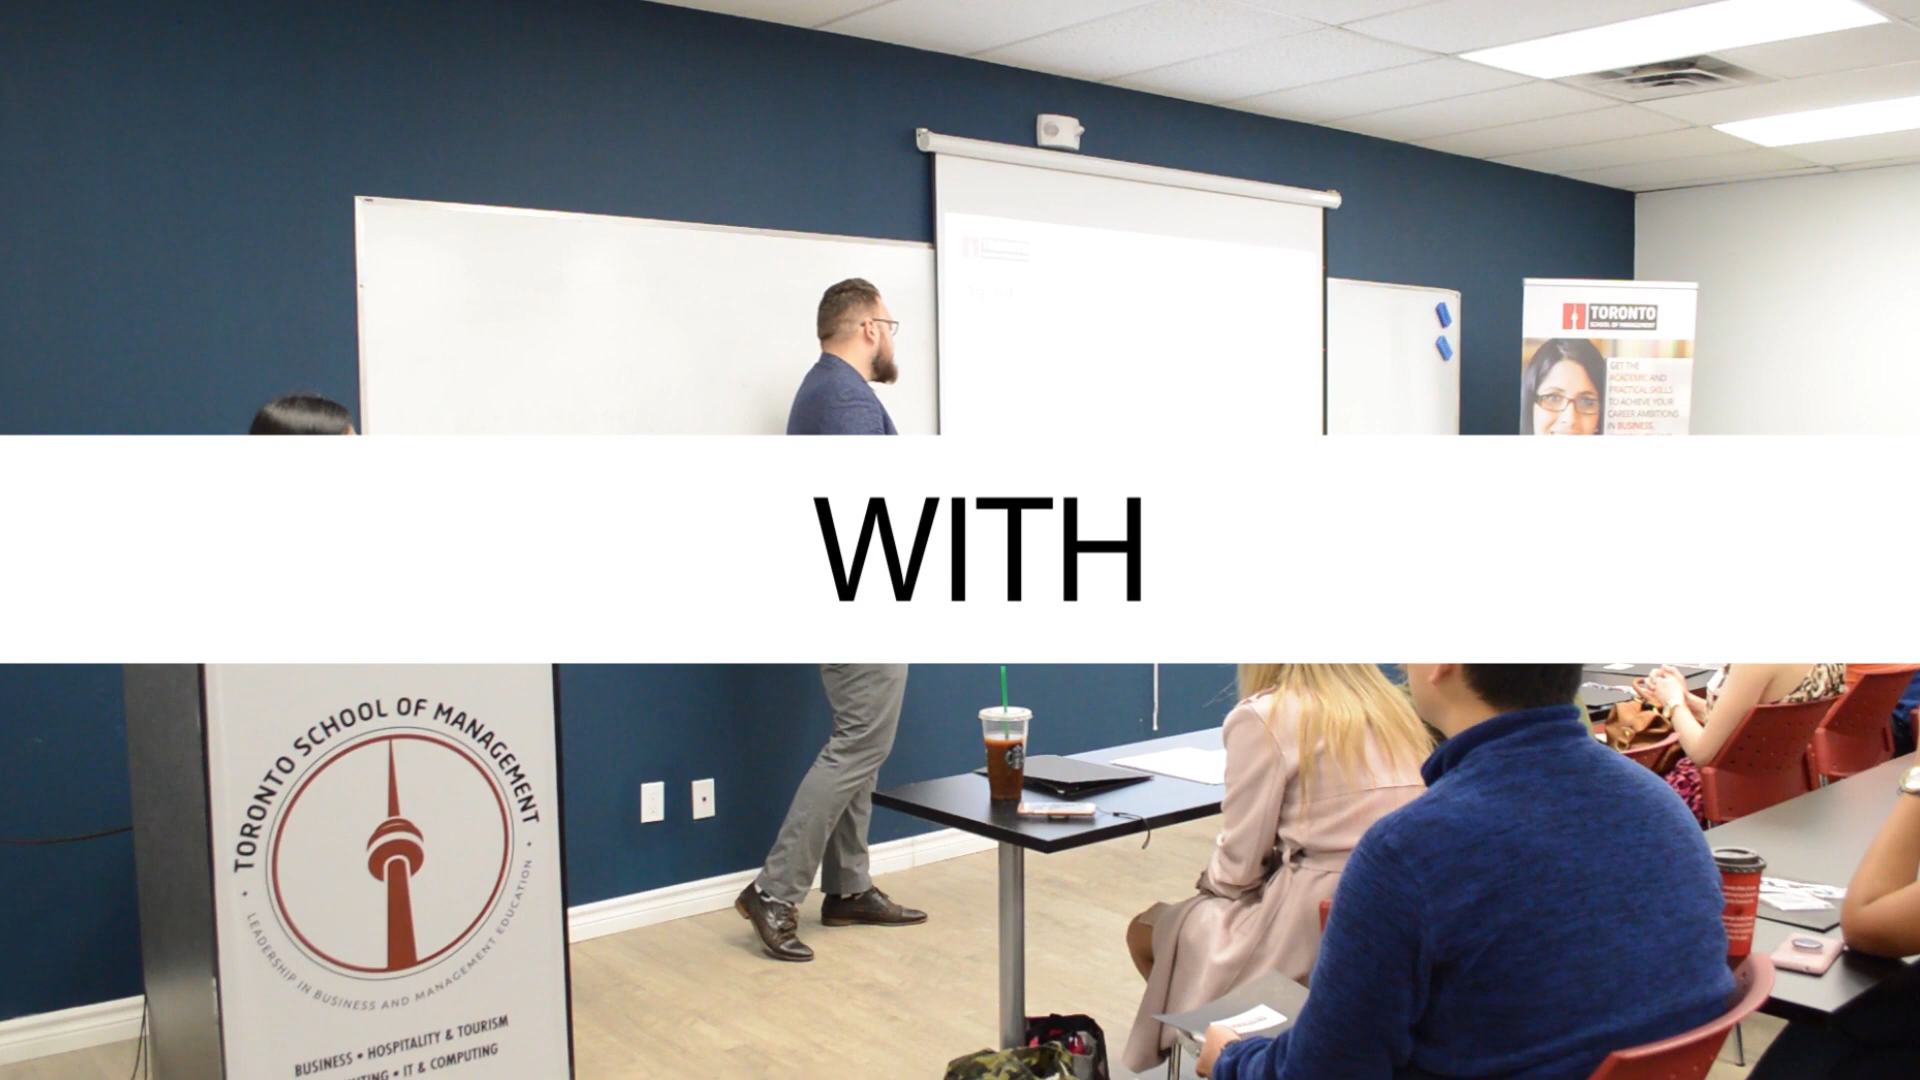 TORONTO
SCHOOL OF MANAGEMENT
GET THE
ACADEMIC AND
PRACTICAL SKILLS
TO ACHIEVE YOUR
CAREER AMBITIONS
IN BUSINESS,
WITH
• TORONTO SCHOOL OF MANAGEMENT •
LEADERSHIP IN BUSINESS AND MANAGEMENT EDUCATION
BUSINESS • HOSPITALITY & TOURISM
• IT & COMPUTING